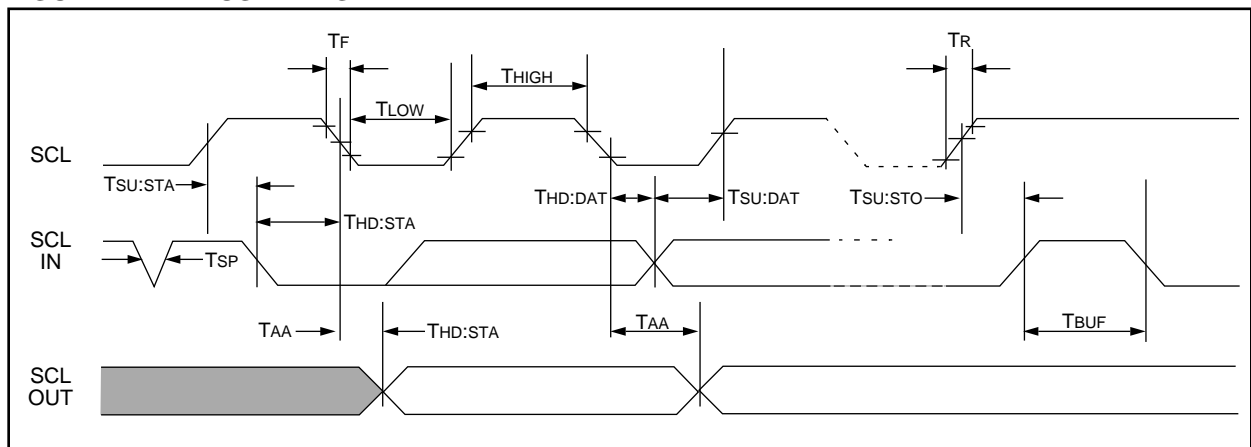 TF
TR
THIGH
TLOW
SCL
TSU:STA
THD:DAT
TSU:DAT
TSU:STO
THD:STA
SCL
IN
TSP
TAA
THD:STA
TAA
TBUF
SCL
OUT